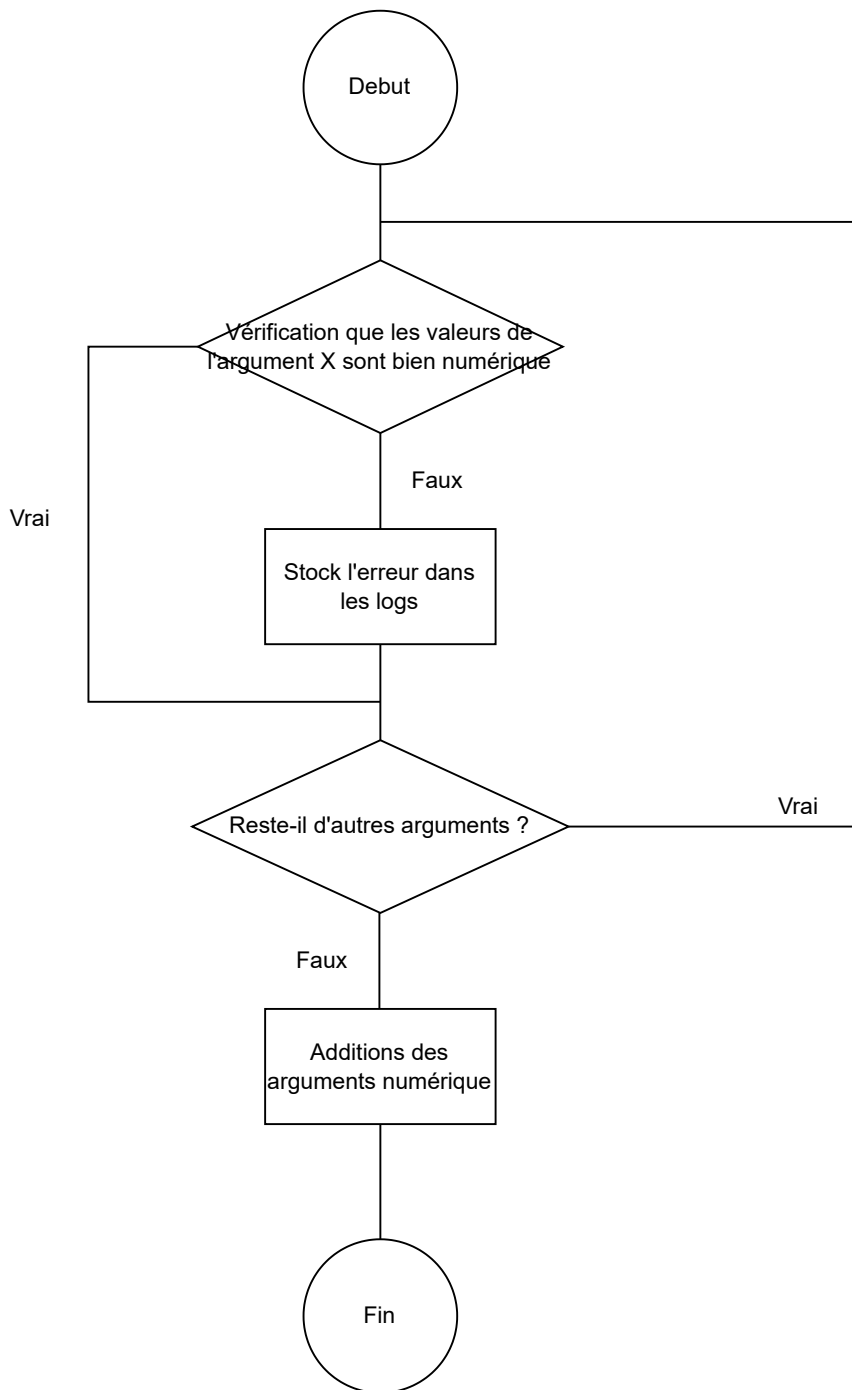 Debut
Vérification que les valeurs de
l'argument X sont bien numérique
Faux
Vrai
Stock l'erreur dans
les logs
Vrai
Reste-il d'autres arguments ?
Faux
Additions des
arguments numérique
Fin